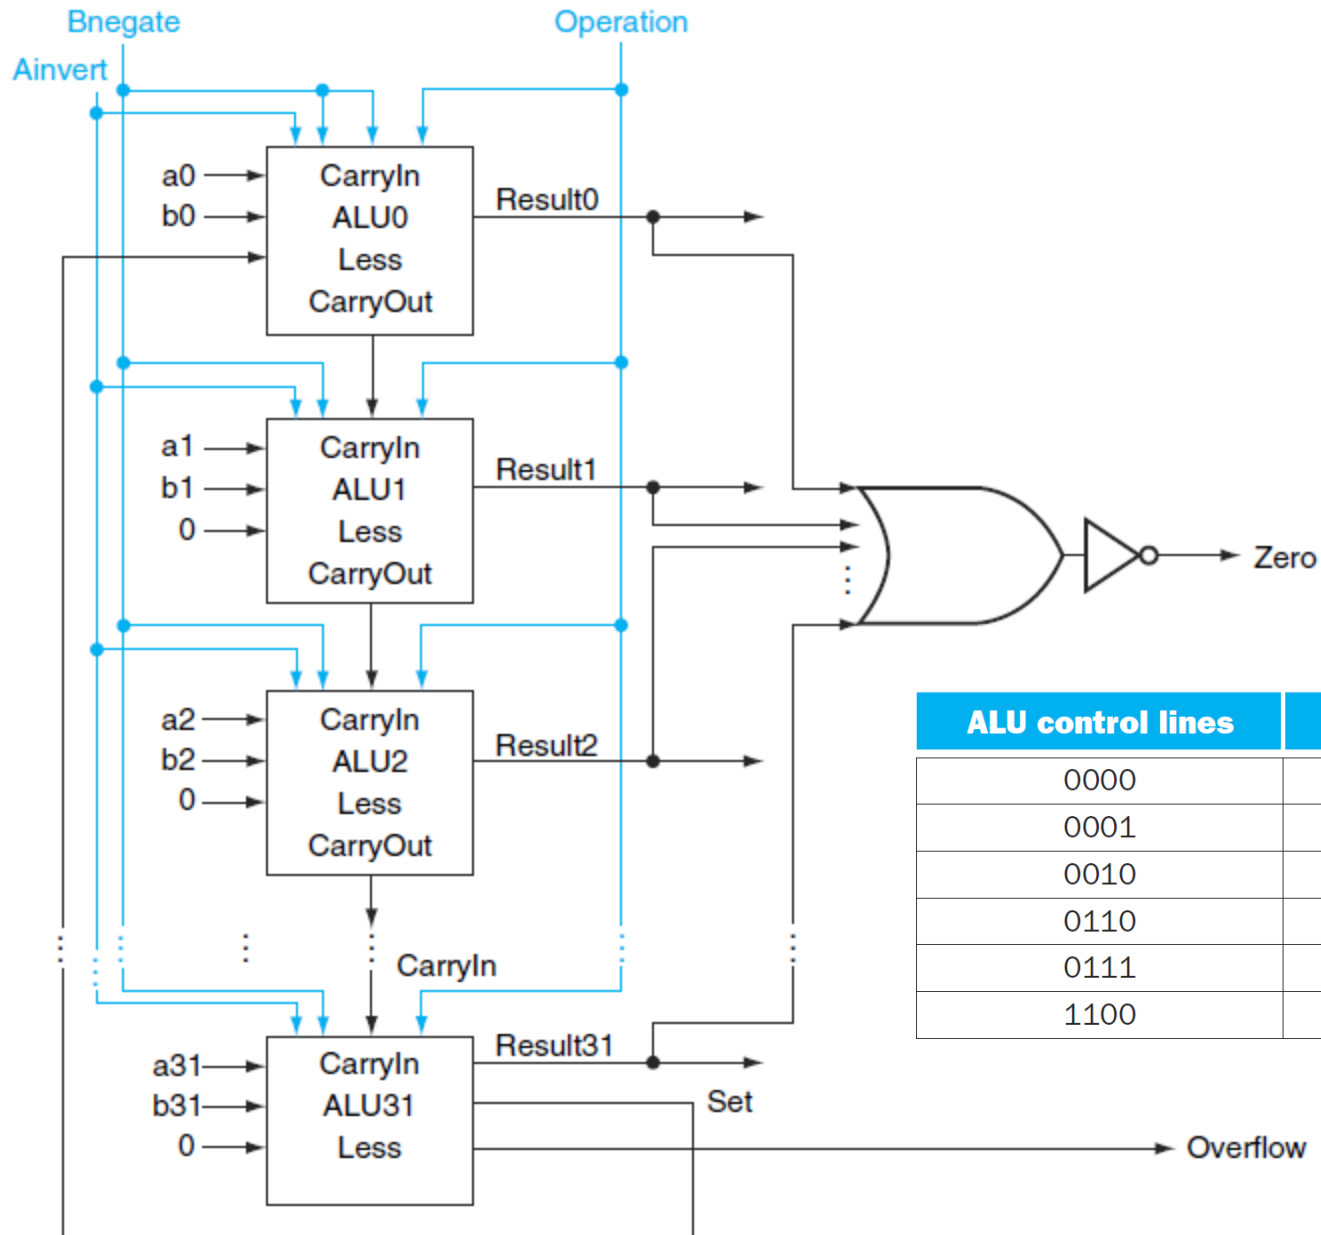 Bnegate
Operation
Ainvert
a0
b0
CarryIn
ALU0
Less
CarryOut
Result0
a1
b1
0
CarryIn
ALU1
Less
CarryOut
Result1
Zero
a2
b2
0
CarryIn
ALU2
Less
CarryOut
Result2
ALU control lines
0000
0001
0010
0110
0111
1100
CarryIn
a31
b31
0
CarryIn
ALU31
Less
Result31
Set
Overflow